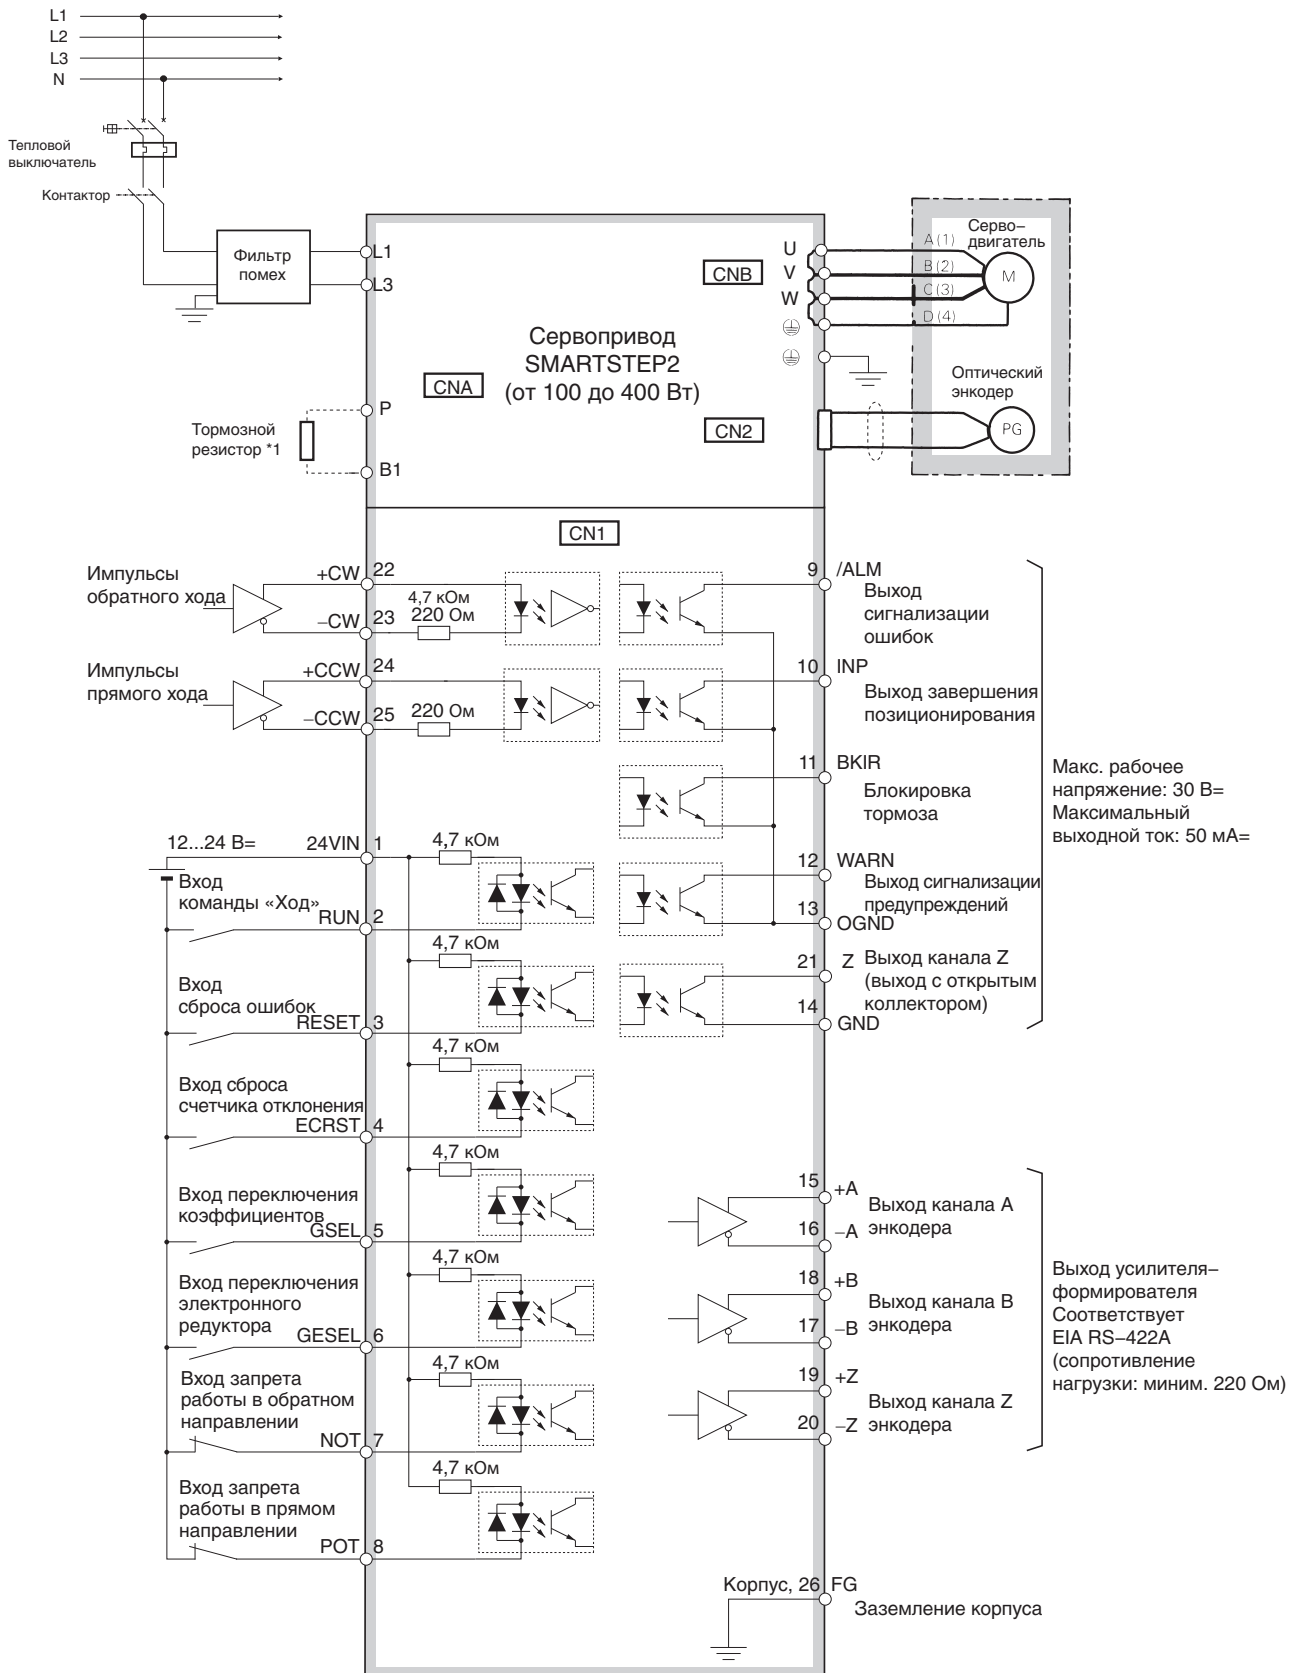 L1
L2
L3
N
Тепловой
выключатель
Контактор
Фильтр
помех
L1
L3
Сервопривод
SMARTSTEP2
(от 100 до 400 Вт)
CNA
CNB
CN2
U
V
W
A (1)
B (2)
C (3)
D (4)
Серво–
двигатель
M
Оптический
энкодер
PG
Тормозной
резистор *1
P
B1
CN1
Импульсы
обратного хода
+CW 22
–CW 23
4,7 кОм
220 Ом
Импульсы
прямого хода
+CCW 24
–CCW 25
220 Ом
12...24 В=
24VIN 1
4,7 кОм
Вход
команды «Ход»
RUN 2
4,7 кОм
Вход
сброса ошибок
RESET 3
4,7 кОм
Вход сброса
счетчика отклонения
ECRST 4
4,7 кОм
Вход переключения
коэффициентов
GSEL 5
4,7 кОм
Вход переключения
электронного
редуктора
GESEL 6
4,7 кОм
Вход запрета
работы в обратном
направлении
NOT 7
4,7 кОм
Вход запрета
работы в прямом
направлении
POT 8
9 /ALM
Выход
сигнализации
ошибок
10 INP
Выход завершения
позиционирования
11 BKIR
Блокировка
тормоза
12 WARN
Выход сигнализации
предупреждений
13 OGND
21 Z Выход канала Z
(выход с открытым
коллектором)
14 GND
Макс. рабочее
напряжение: 30 В=
Максимальный
выходной ток: 50 мА=
15 +A
Выход канала A
16 –A энкодера
18 +B
Выход канала B
17 –B энкодера
19 +Z
Выход канала Z
20 –Z энкодера
Выход усилителя–
формирователя
Соответствует
EIA RS–422A
(сопротивление
нагрузки: миним. 220 Ом)
Корпус, 26 FG
Заземление корпуса